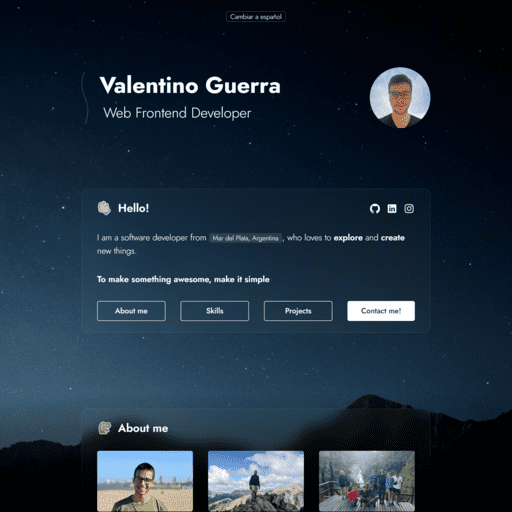 Cambiar a español
Valentino Guerra
Web Frontend Developer
Hello!
I am a software developer from Mar del Plata, Argentina , who loves to explore and create
new things.
To make something awesome, make it simple
About me Skills Projects Contact me!
About me